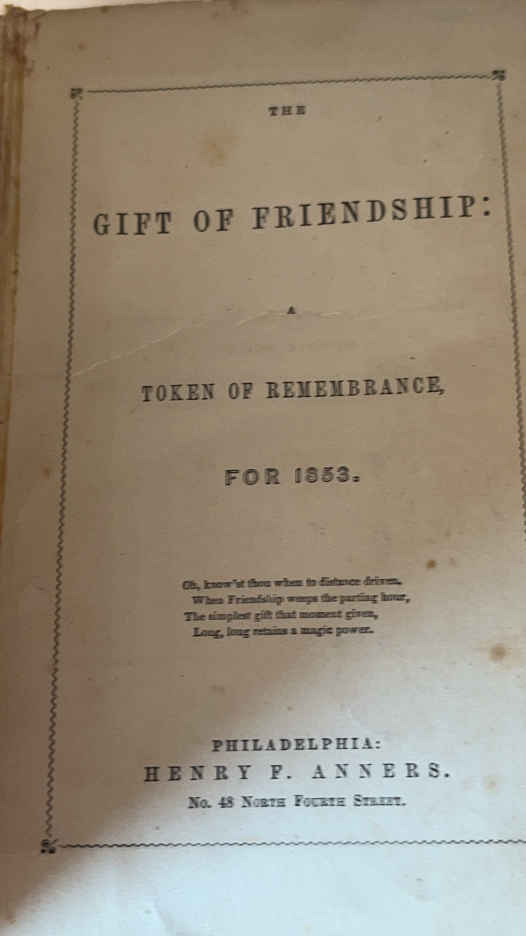 THE
GIFT OF FRIENDSHIP:
A
TOKEN OF REMEMBRANCE,
FOR 1853.
Oh, know'st thou when to distance driven,
When Friendship weeps the parting hour,
The simplest gift that moment given,
Long, long retains a magic power.
PHILADELPHIA:
HENRY F. ANNERS.
No. 48 NORTH FOURTH STREET.